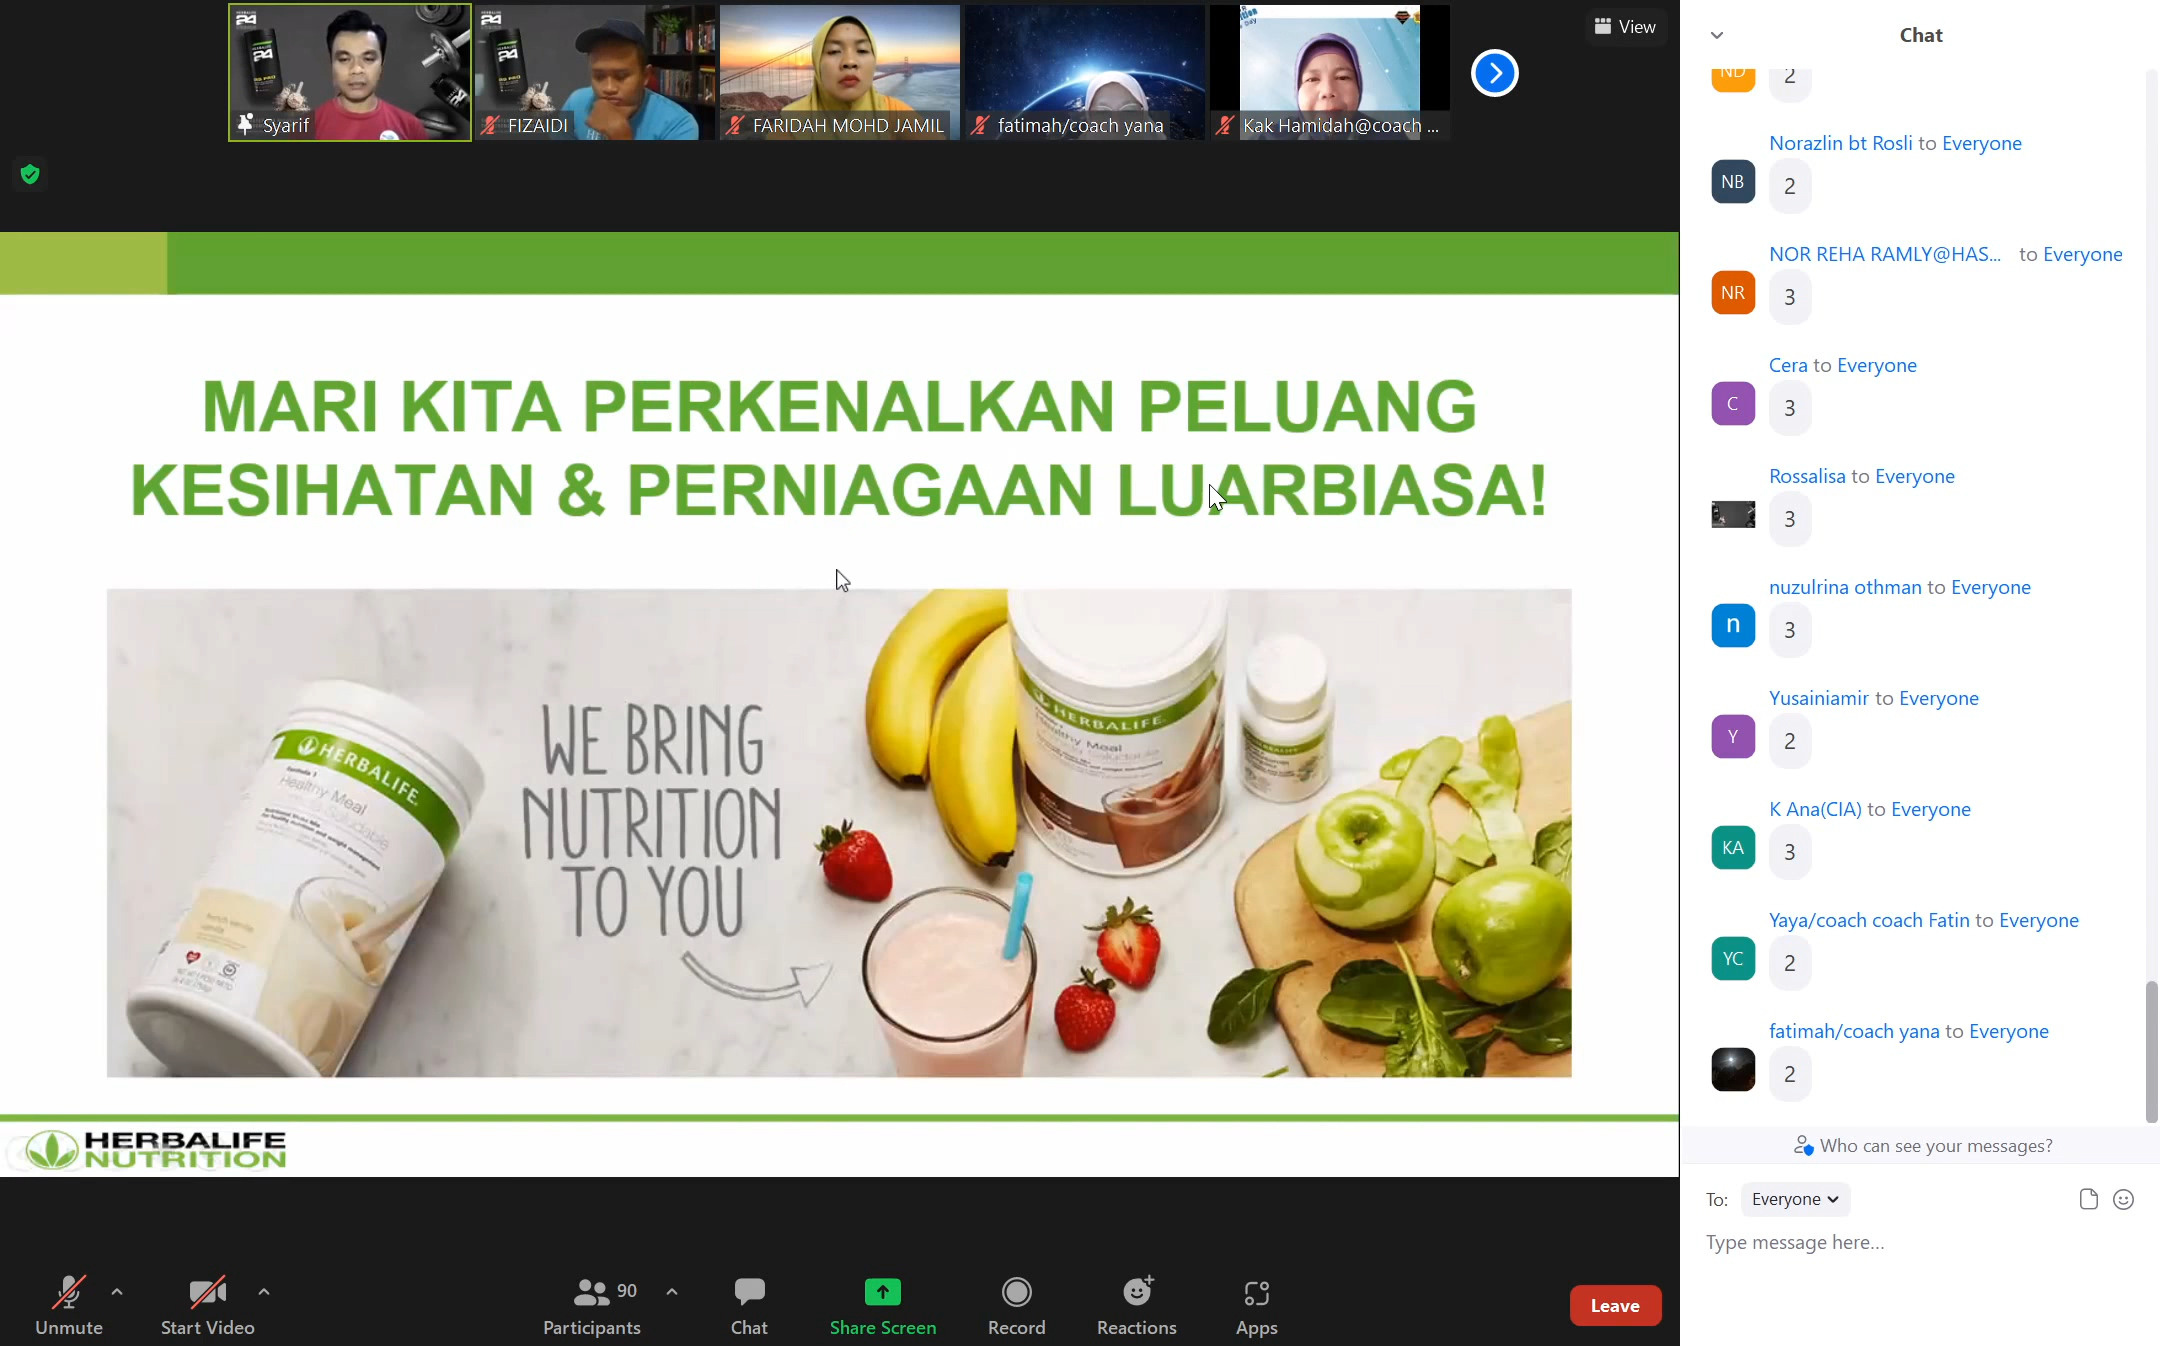 View
Syarif
FIZAIDI
FARIDAH MOHD JAMIL
fatimah/coach yana
Kak Hamidah@coach ...
MARI KITA PERKENALKAN PELUANG
KESIHATAN & PERNIAGAAN LUARBIASA!
HERBALIFE
Healthy Meal
WE BRING
NUTRITION
TO YOU
HERBALIFE
Healthy Meal
HERBALIFE
NUTRITION
Unmute
Start Video
90
Participants
Chat
Share Screen
Record
Reactions
Apps
Leave
Chat
ND
2
Norazlin bt Rosli to Everyone
NB
2
NOR REHA RAMLY@HAS... to Everyone
NR
3
Cera to Everyone
C
3
Rossalisa to Everyone
3
nuzulrina othman to Everyone
n
3
Yusainiamir to Everyone
Y
2
K Ana(CIA) to Everyone
KA
3
Yaya/coach coach Fatin to Everyone
YC
2
fatimah/coach yana to Everyone
2
Who can see your messages?
To: Everyone
Type message here...